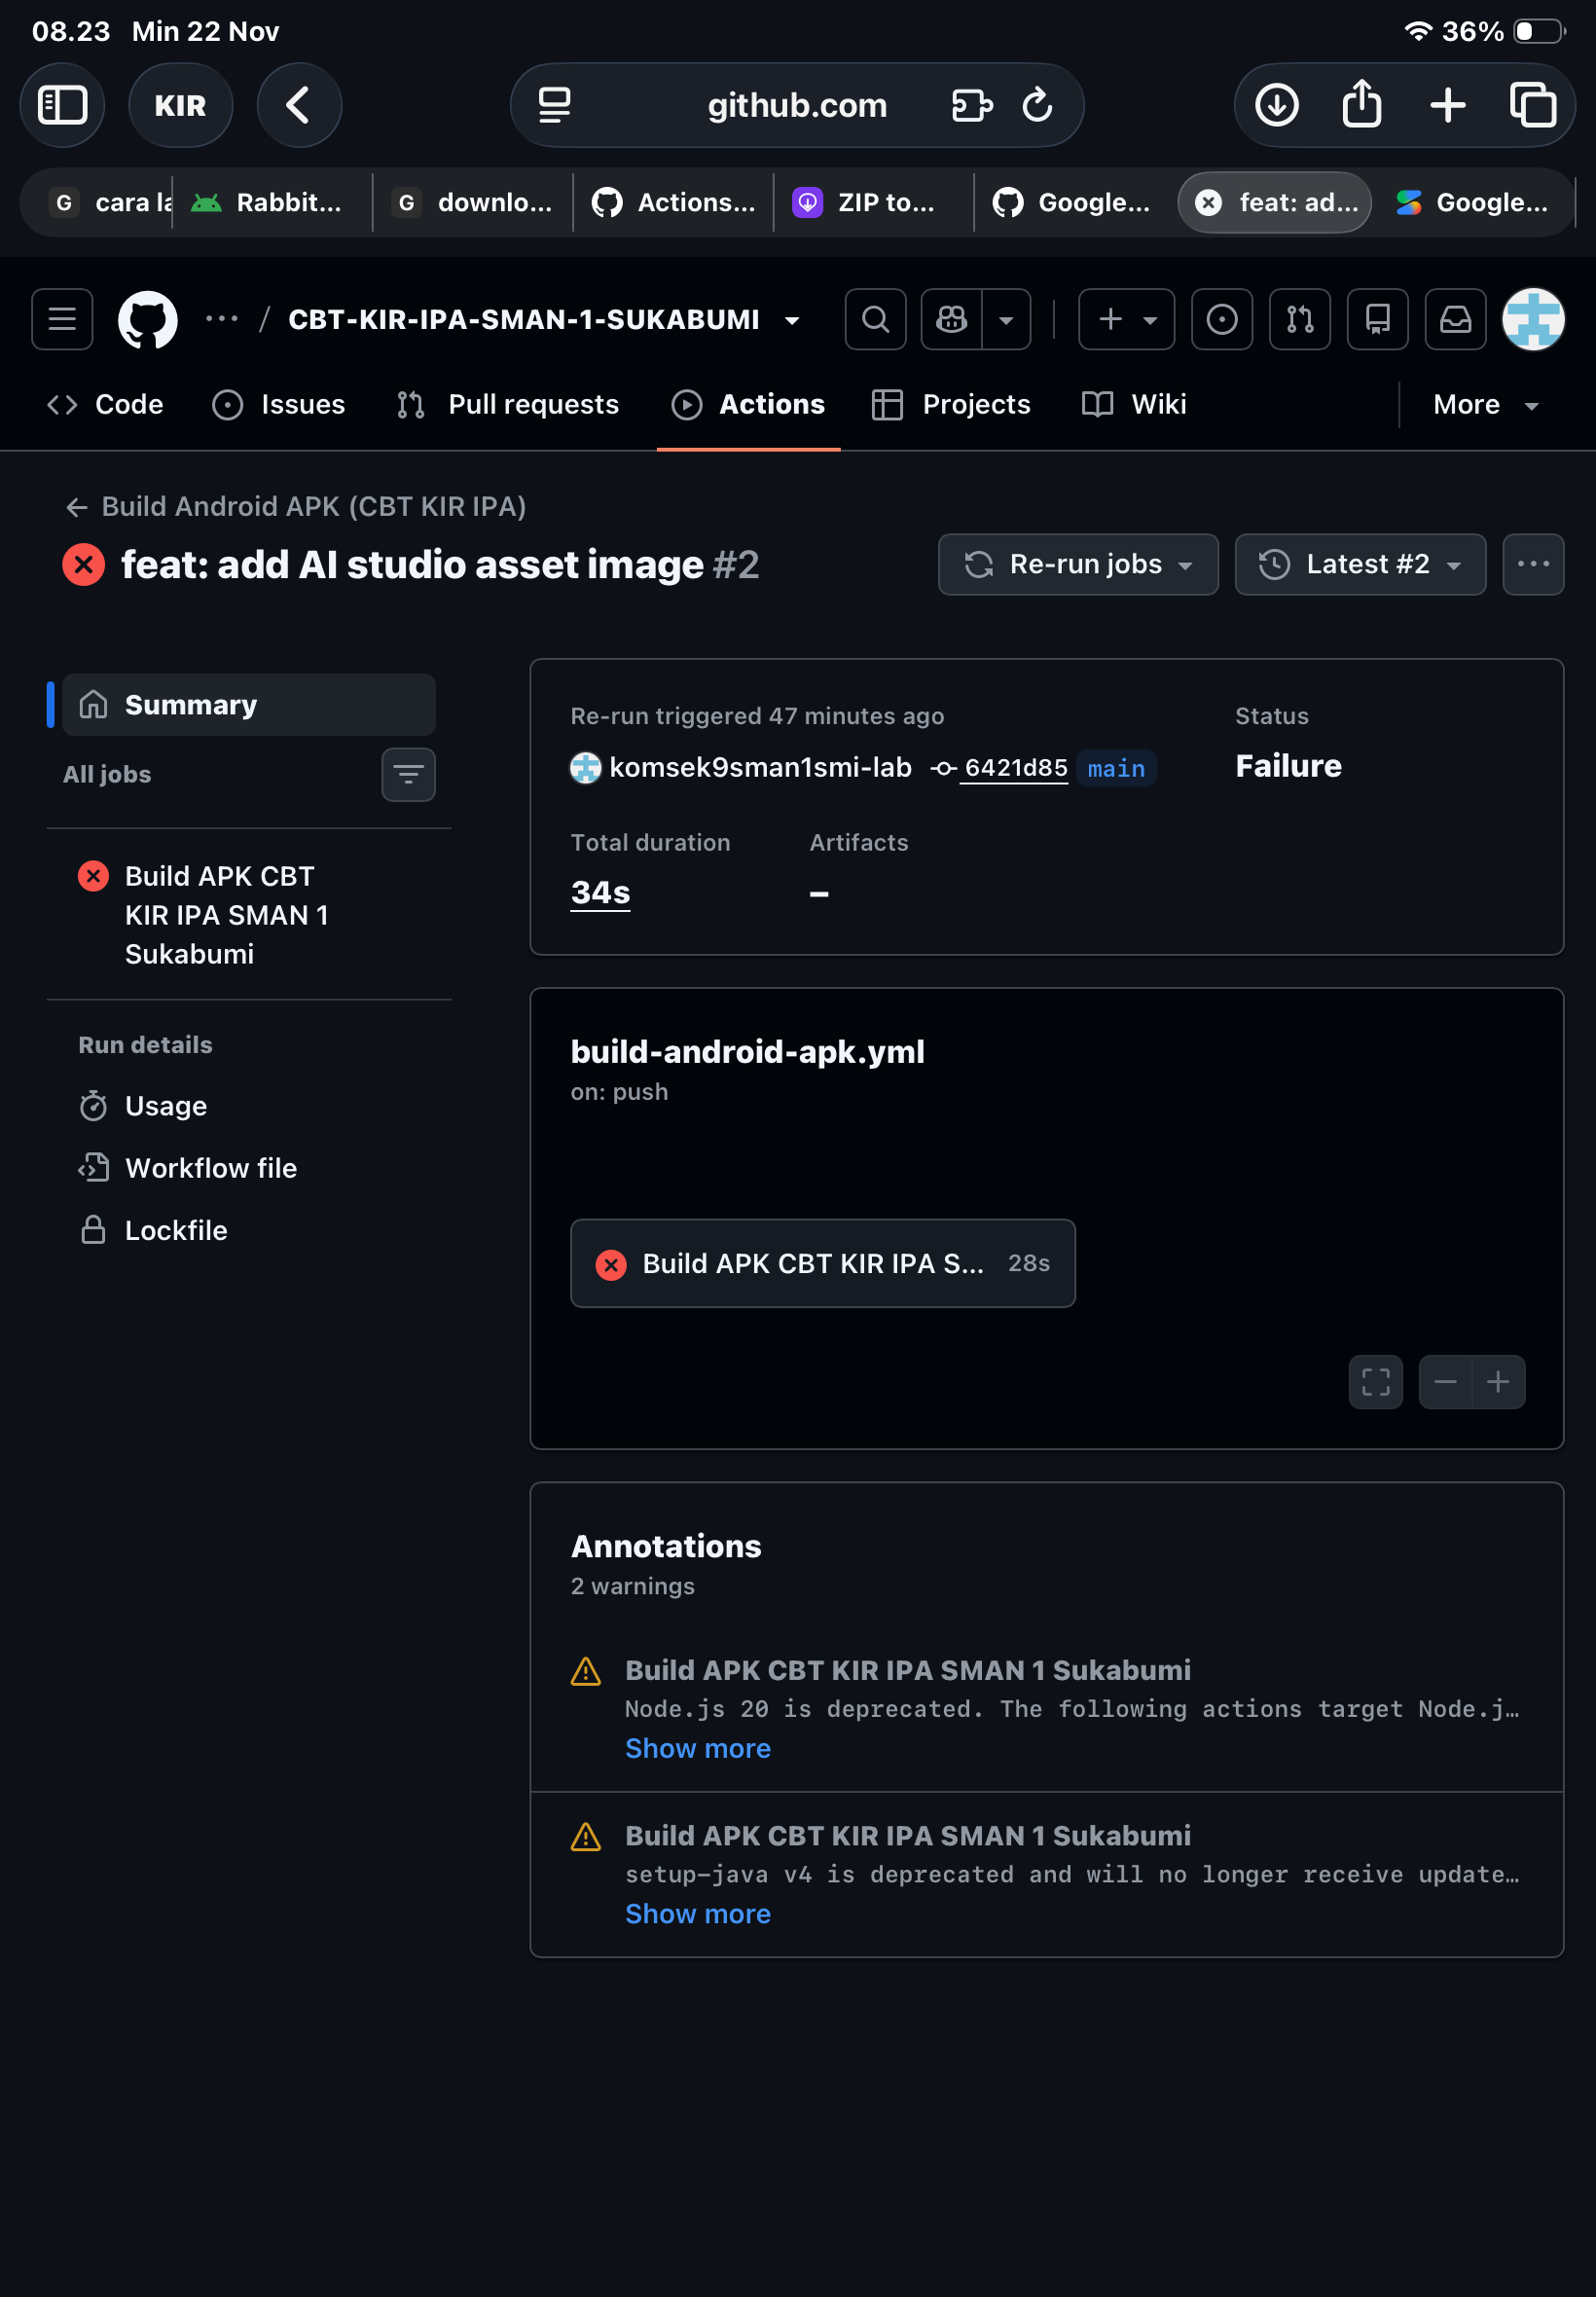 08.23 Min 22 Nov 36%
KIR github.com
G cara la Rabbit... G downlo... Actions... ZIP to... Google... feat: ad... Google...
... / CBT-KIR-IPA-SMAN-1-SUKABUMI
Code Issues Pull requests Actions Projects Wiki More
← Build Android APK (CBT KIR IPA)
feat: add AI studio asset image #2 Re-run jobs Latest #2 ...
Summary
All jobs
Build APK CBT
KIR IPA SMAN 1
Sukabumi
Run details
Usage
Workflow file
Lockfile
Re-run triggered 47 minutes ago Status
komsek9sman1smi-lab 6421d85 main Failure
Total duration Artifacts
34s –
build-android-apk.yml
on: push
Build APK CBT KIR IPA S... 28s
Annotations
2 warnings
Build APK CBT KIR IPA SMAN 1 Sukabumi
Node.js 20 is deprecated. The following actions target Node.j…
Show more
Build APK CBT KIR IPA SMAN 1 Sukabumi
setup-java v4 is deprecated and will no longer receive update…
Show more